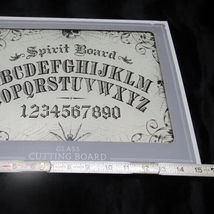 Spirit Board
ABCDEFGHIJKLM
NOPQRSTUVWXYZ
1234567890
GLASS
CUTTING BOARD